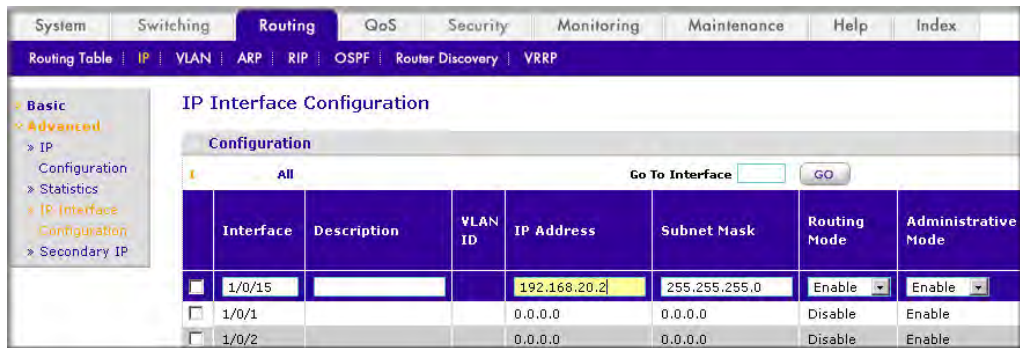 System Switching Routing QoS Security Monitoring Maintenance Help Index
Routing Table IP VLAN ARP RIP OSPF Router Discovery VRRP
Basic
Advanced
» IP
Configuration
» Statistics
» IP Interface
Configuration
» Secondary IP
IP Interface Configuration
Configuration
1 All Go To Interface GO
Interface Description VLAN ID IP Address Subnet Mask Routing Mode Administrative Mode
1/0/15 192.168.20.2 255.255.255.0 Enable Enable
1/0/1 0.0.0.0 0.0.0.0 Disable Enable
1/0/2 0.0.0.0 0.0.0.0 Disable Enable